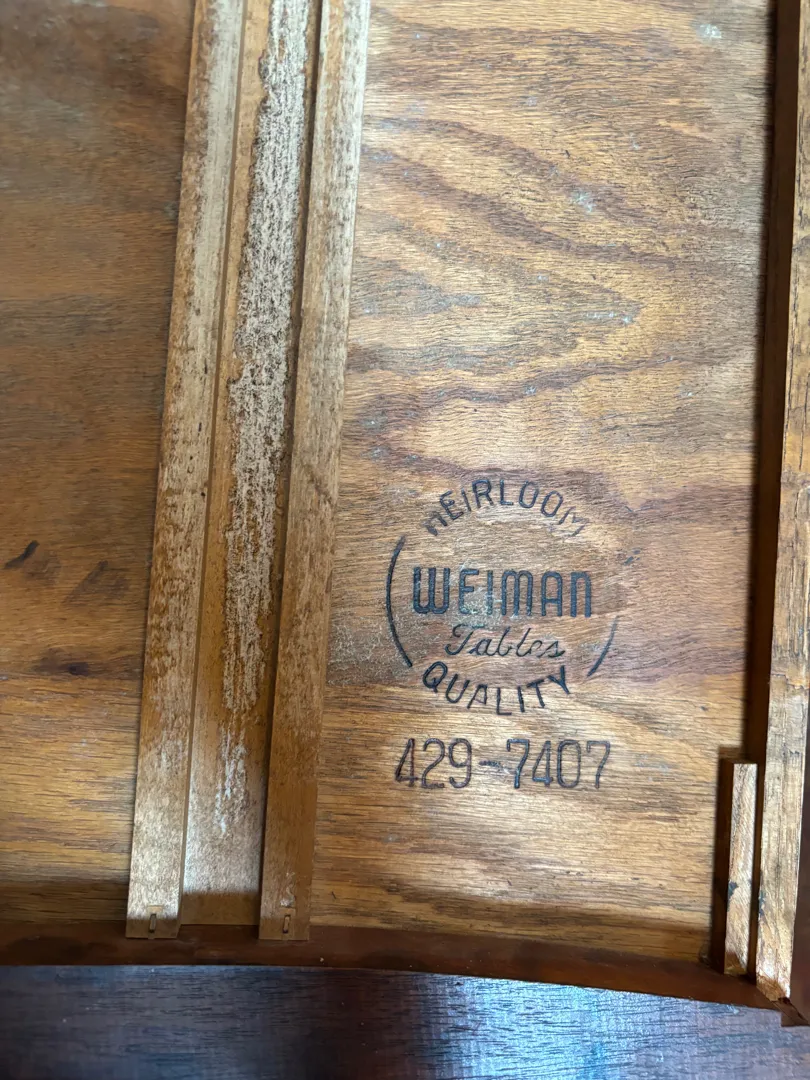 HEIRLOOM
WEIMAN
Tables
QUALITY
429-7407